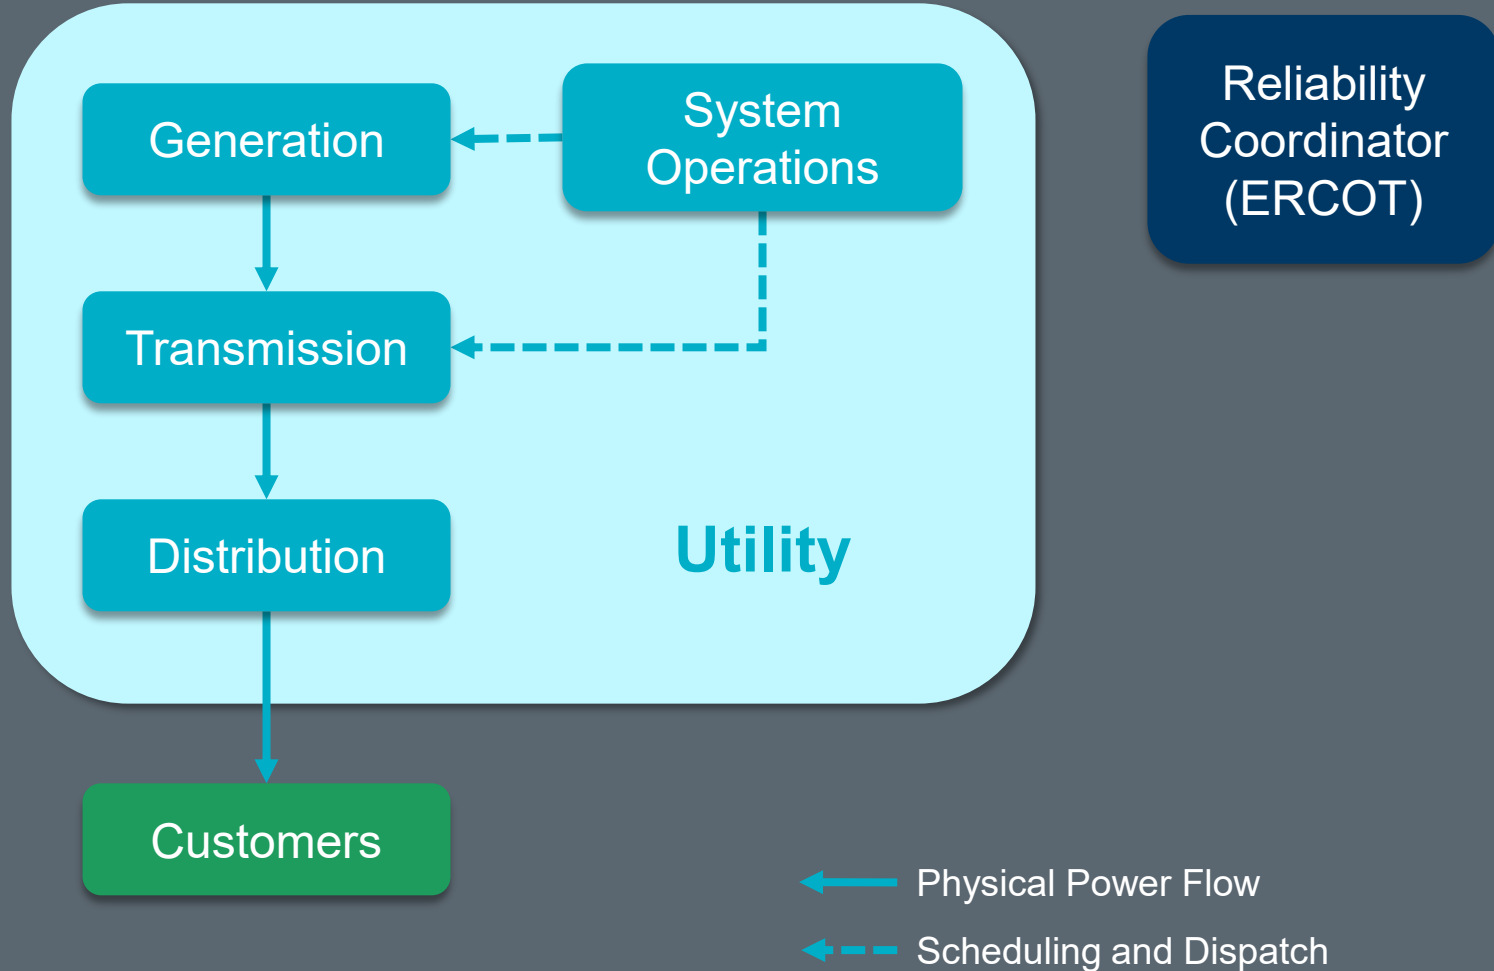 Generation
System
Operations
Reliability
Coordinator
(ERCOT)
Transmission
Distribution
Utility
Customers
Physical Power Flow
Scheduling and Dispatch